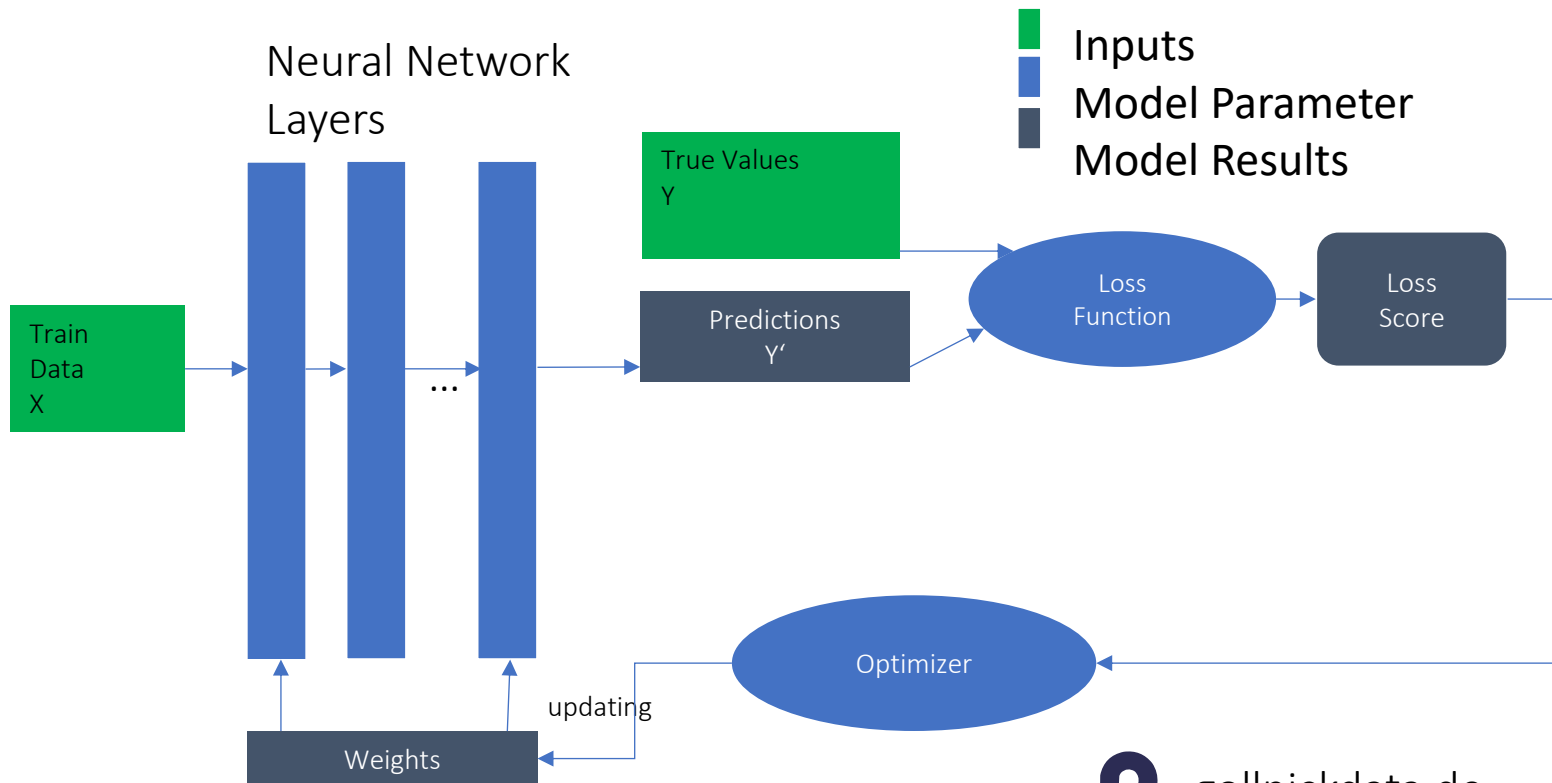 Neural Network
Layers
Inputs
Model Parameter
Model Results
True Values
Y
Train
Data
X
...
Predictions
Y‘
Loss
Function
Loss
Score
Optimizer
updating
Weights